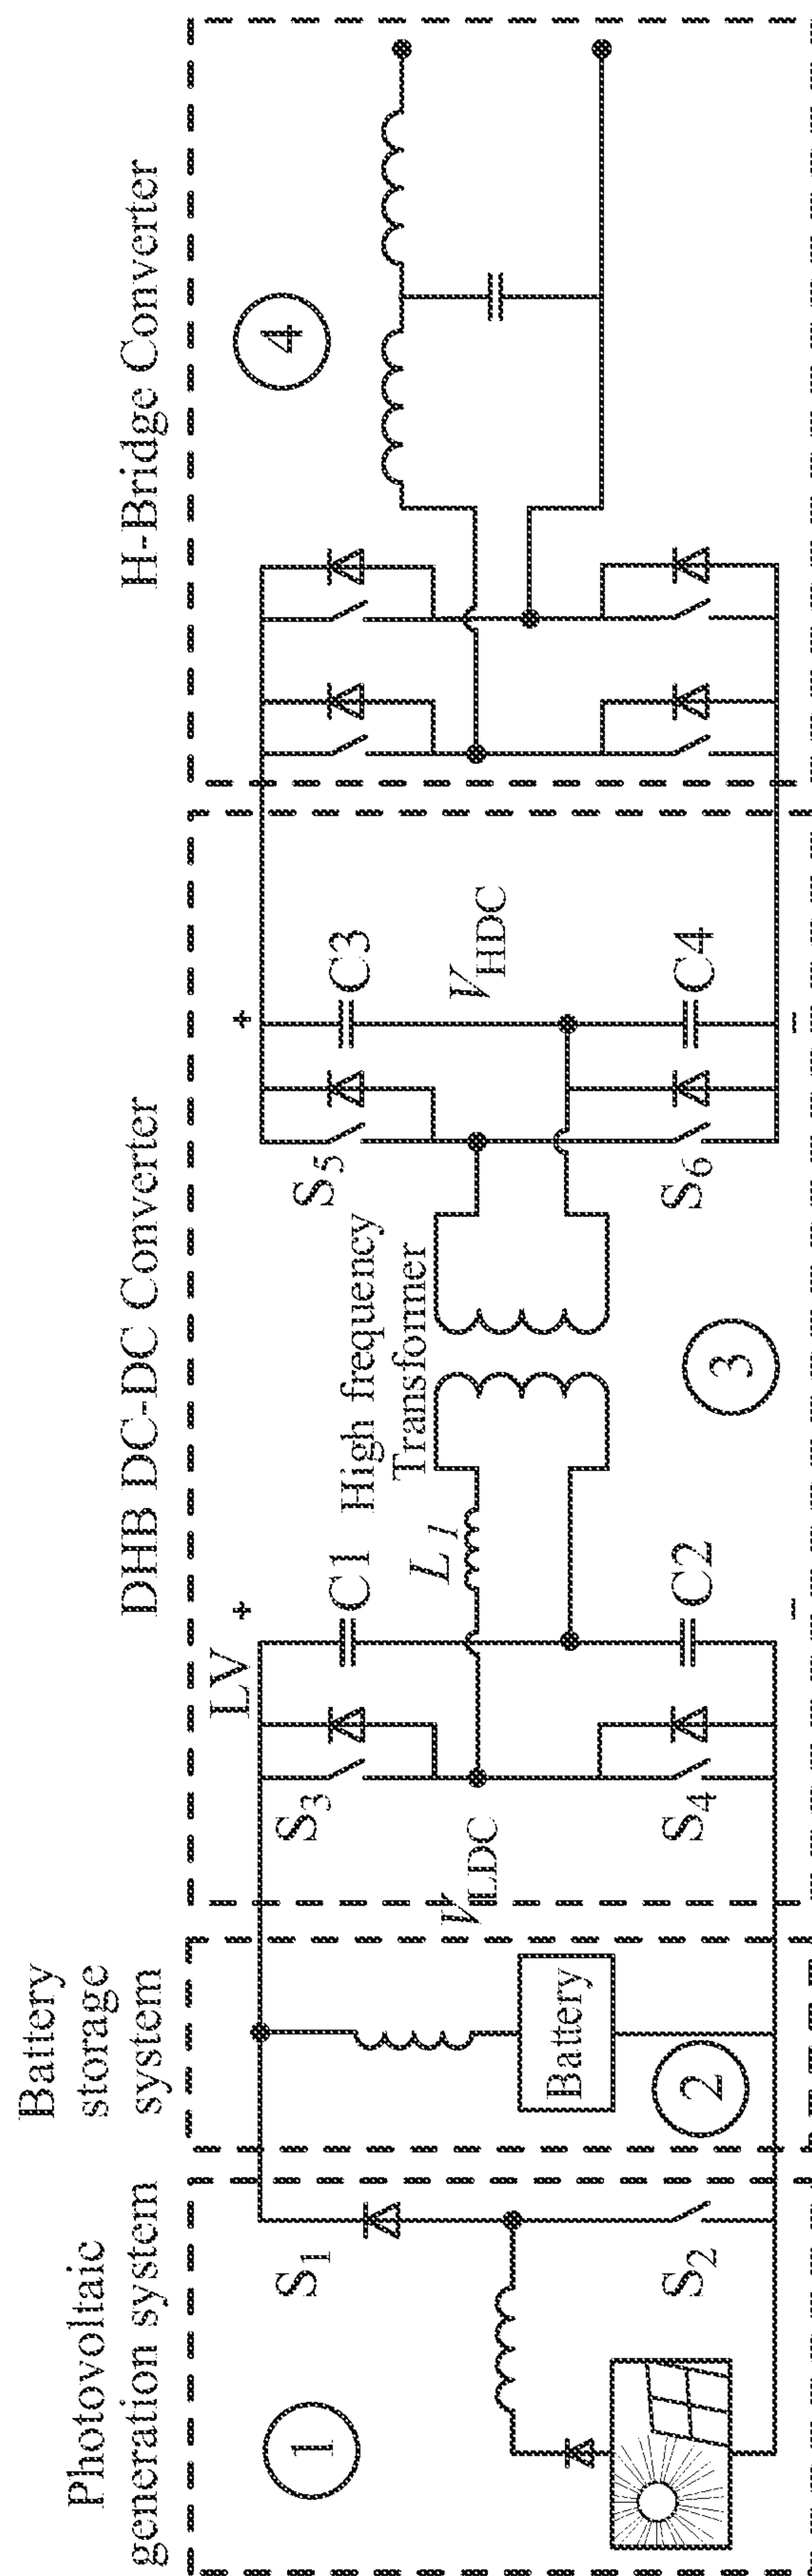 Photovoltaic
generation system
Battery
storage
system
DHB DC-DC Converter
H-Bridge Converter
1
S1
S2
Battery
2
LV
+
S3
VLDC
S4
C1
C2
−
L1
High frequency
Transformer
3
S5
S6
+
C3
VHDC
C4
−
4